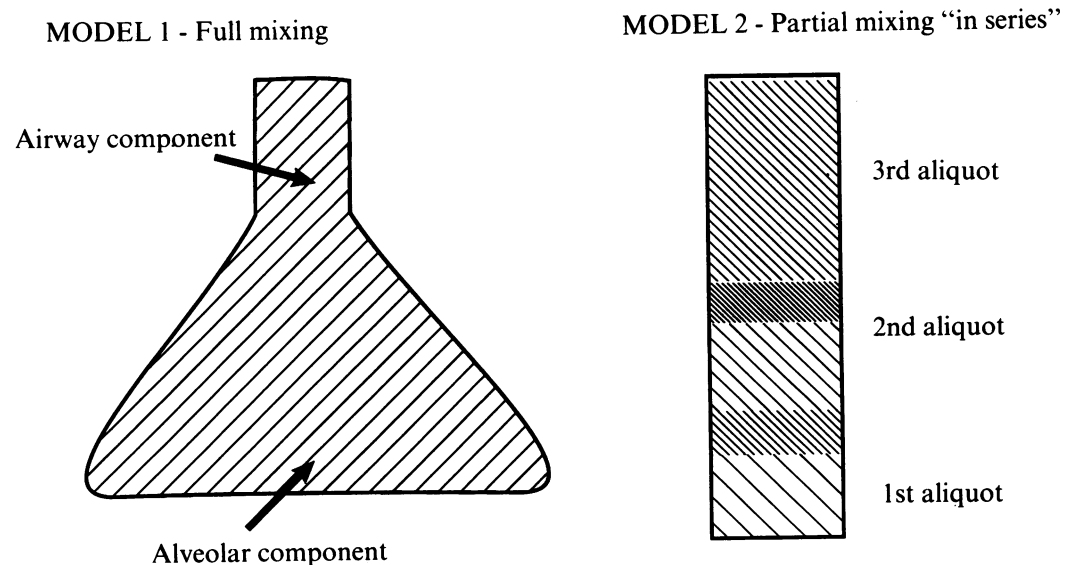 MODEL 1 - Full mixing
Airway component
Alveolar component
MODEL 2 - Partial mixing “in series”
3rd aliquot
2nd aliquot
1st aliquot